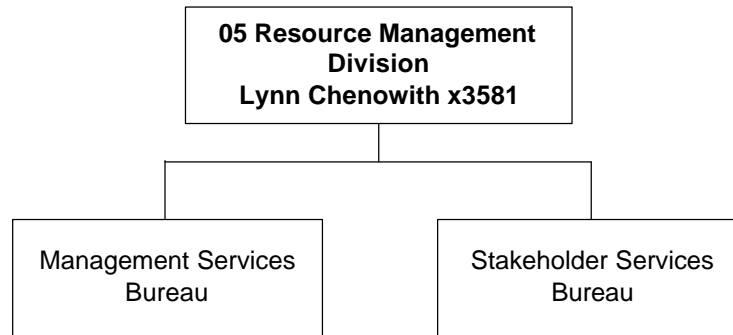 05 Resource Management
Division
Lynn Chenowith x3581
Management Services
Bureau
Stakeholder Services
Bureau